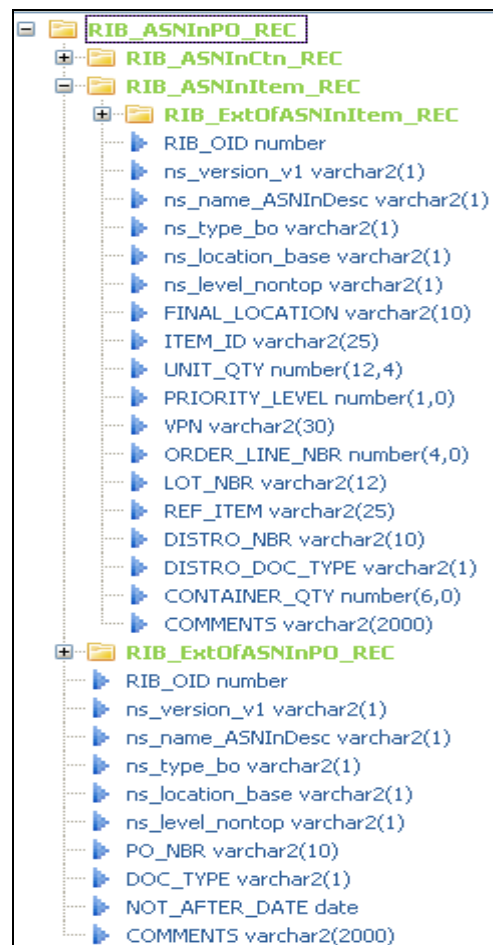 RIB_ASNInPO_REC
RIB_ASNInCtn_REC
RIB_ASNInItem_REC
RIB_ExtOfASNInItem_REC
RIB_OID number
ns_version_v1 varchar2(1)
ns_name_ASNInDesc varchar2(1)
ns_type_bo varchar2(1)
ns_location_base varchar2(1)
ns_level_nontop varchar2(1)
FINAL_LOCATION varchar2(10)
ITEM_ID varchar2(25)
UNIT_QTY number(12,4)
PRIORITY_LEVEL number(1,0)
VPN varchar2(30)
ORDER_LINE_NBR number(4,0)
LOT_NBR varchar2(12)
REF_ITEM varchar2(25)
DISTRO_NBR varchar2(10)
DISTRO_DOC_TYPE varchar2(1)
CONTAINER_QTY number(6,0)
COMMENTS varchar2(2000)
RIB_ExtOfASNInPO_REC
RIB_OID number
ns_version_v1 varchar2(1)
ns_name_ASNInDesc varchar2(1)
ns_type_bo varchar2(1)
ns_location_base varchar2(1)
ns_level_nontop varchar2(1)
PO_NBR varchar2(10)
DOC_TYPE varchar2(1)
NOT_AFTER_DATE date
COMMENTS varchar2(2000)